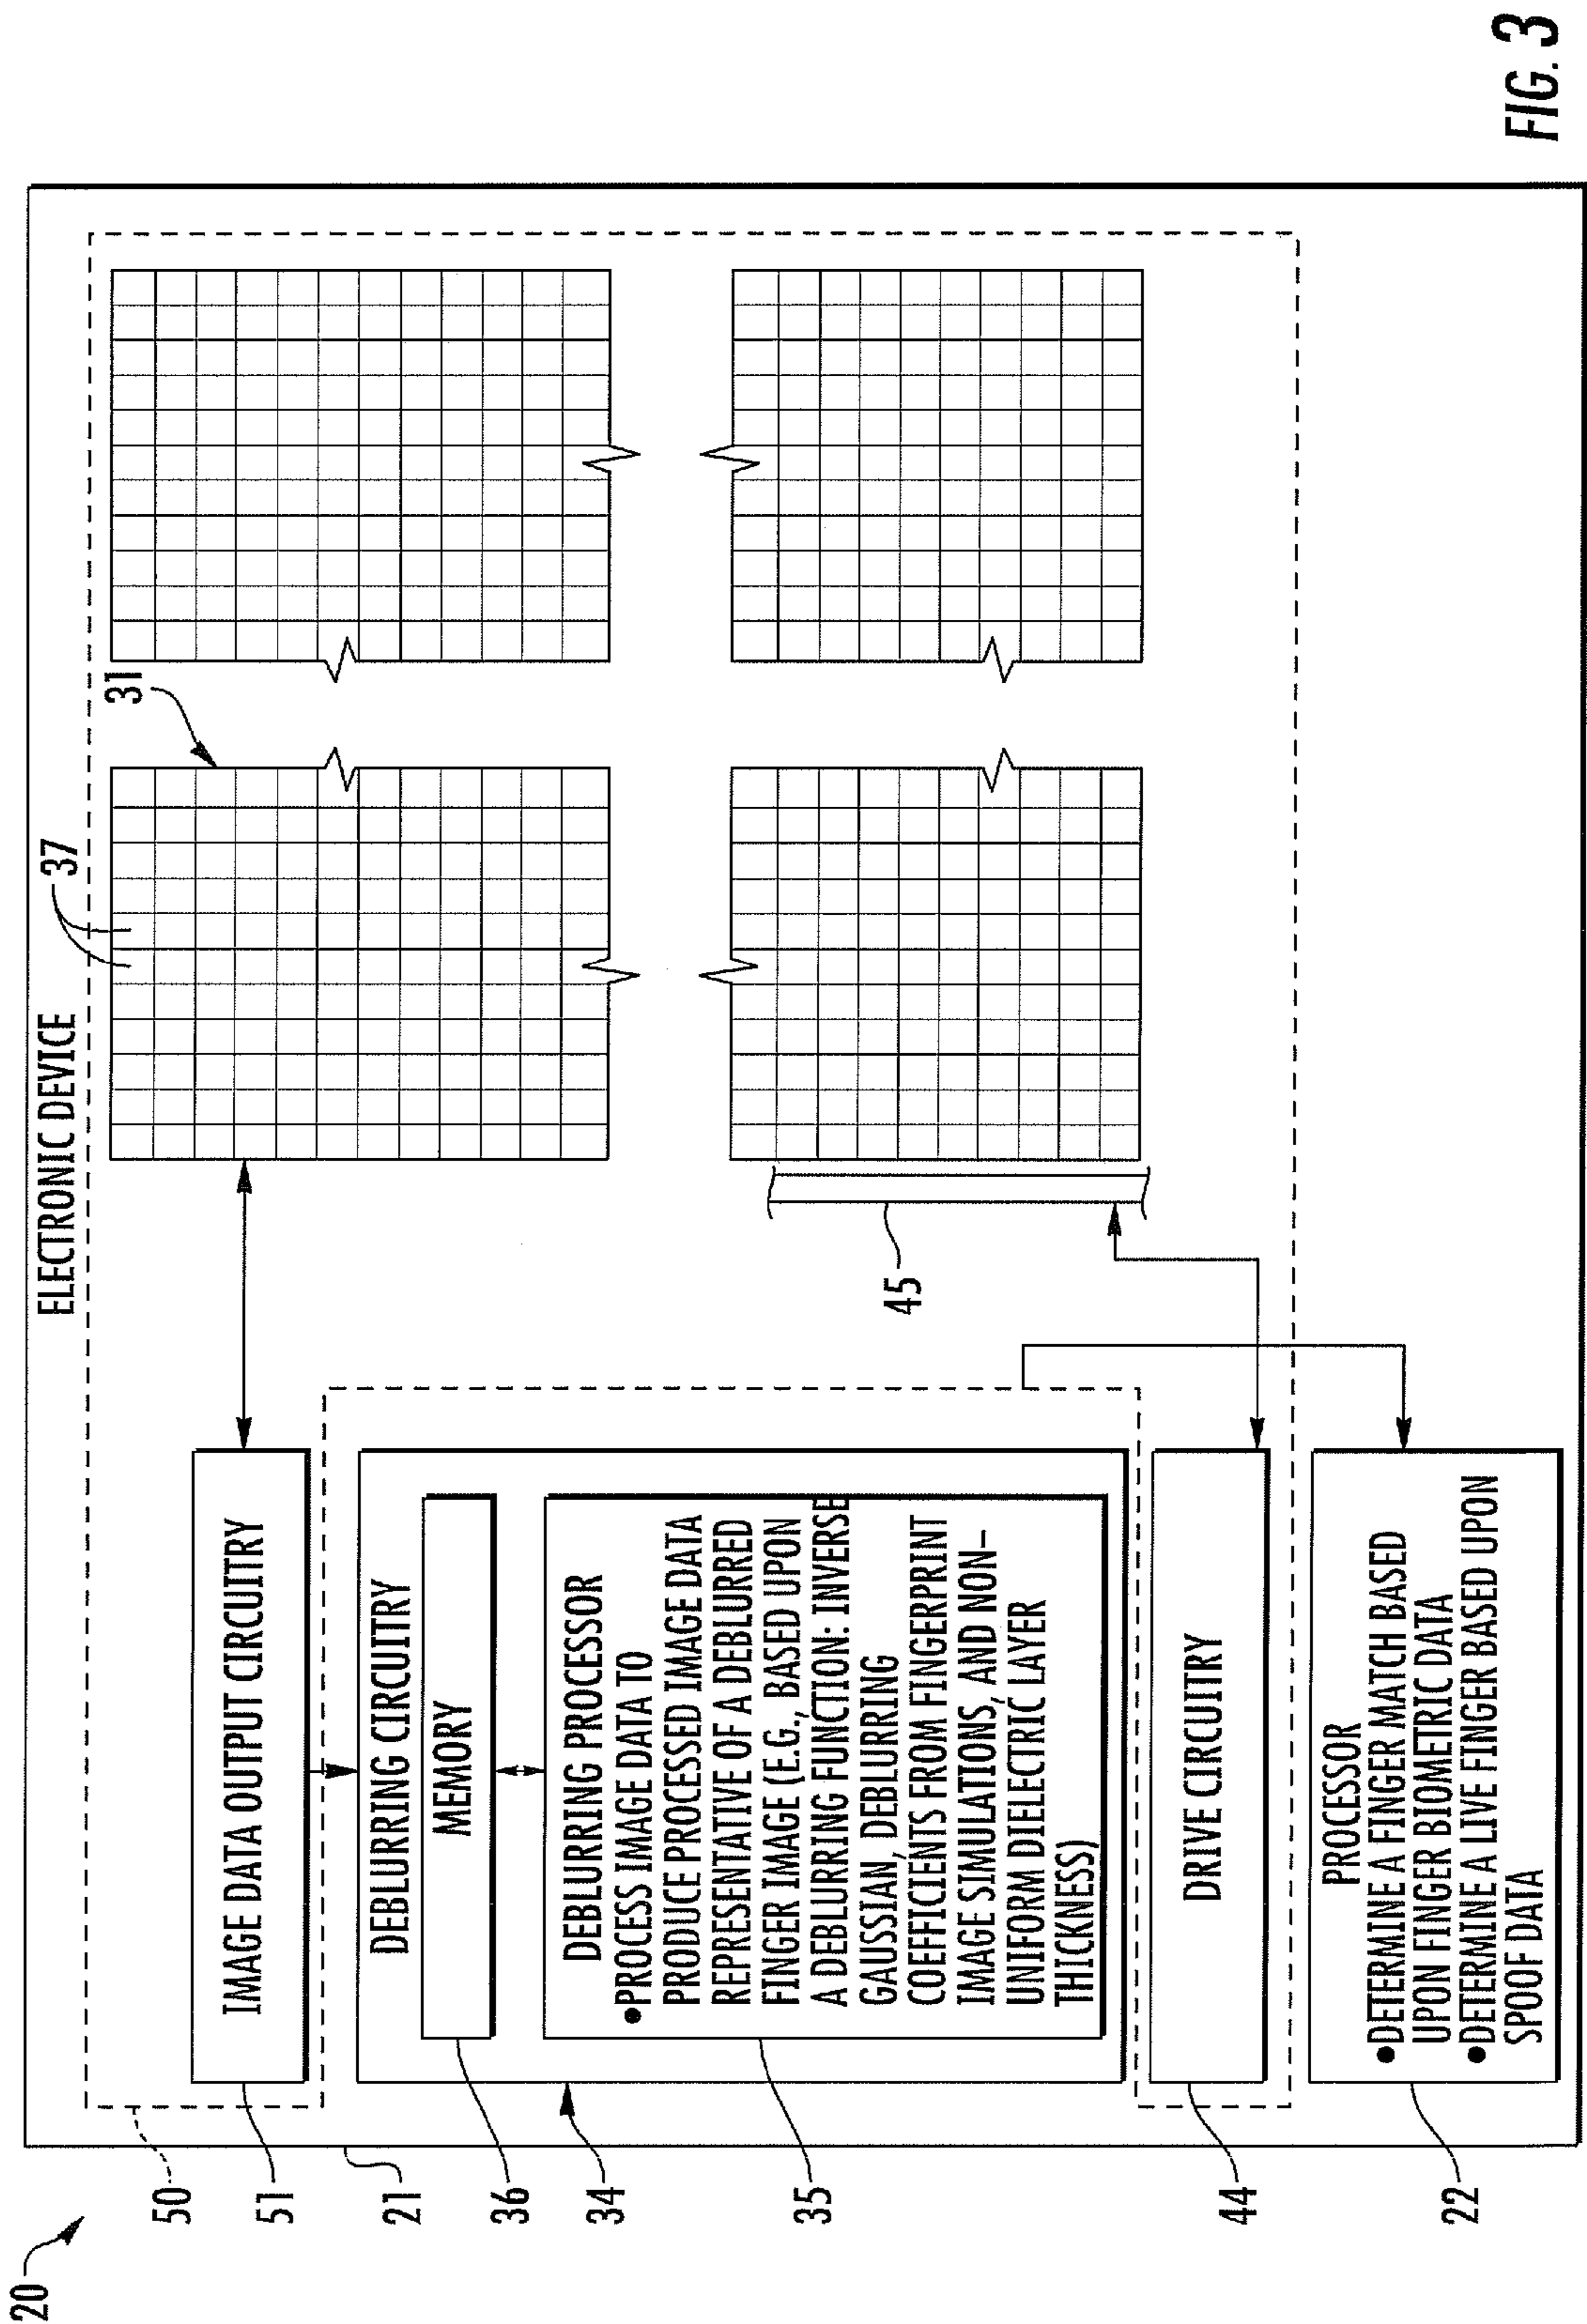 20
ELECTRONIC DEVICE
50
51
21
36
34
35
44
22
37
31
45
IMAGE DATA OUTPUT CIRCUITRY
DEBLURRING CIRCUITRY
MEMORY
DEBLURRING PROCESSOR
•PROCESS IMAGE DATA TO
PRODUCE PROCESSED IMAGE DATA
REPRESENTATIVE OF A DEBLURRED
FINGER IMAGE (E.G., BASED UPON
A DEBLURRING FUNCTION: INVERSE
GAUSSIAN, DEBLURRING
COEFFICIENTS FROM FINGERPRINT
IMAGE SIMULATIONS, AND NON–
UNIFORM DIELECTRIC LAYER
THICKNESS)
DRIVE CIRCUITRY
PROCESSOR
•DETERMINE A FINGER MATCH BASED
UPON FINGER BIOMETRIC DATA
•DETERMINE A LIVE FINGER BASED UPON
SPOOF DATA
FIG. 3